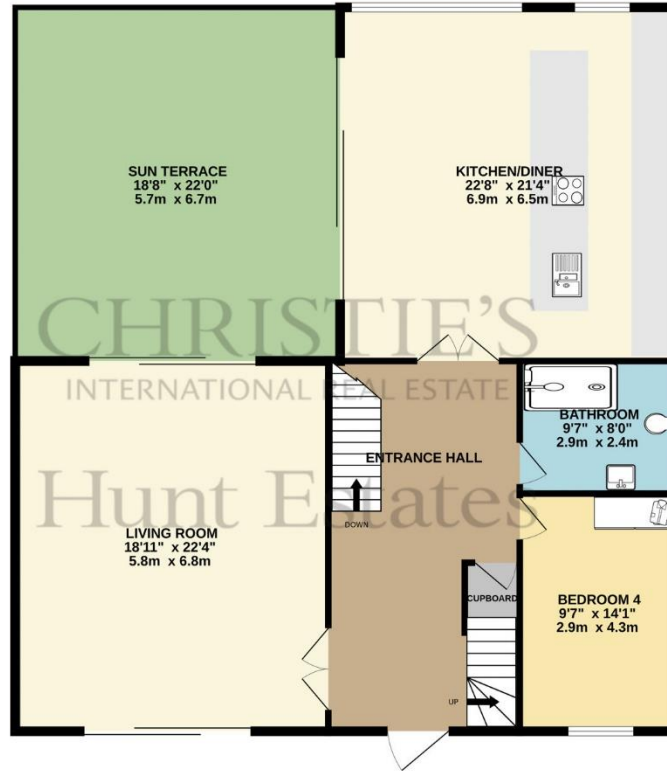 SUN TERRACE
18'8" x 22'0"
5.7m x 6.7m
KITCHEN/DINER
22'8" x 21'4"
6.9m x 6.5m
CHRISTIE'S
INTERNATIONAL REAL ESTATE
Hunt Estates
BATHROOM
9'7" x 8'0"
2.9m x 2.4m
ENTRANCE HALL
DOWN
LIVING ROOM
18'11" x 22'4"
5.8m x 6.8m
CUPBOARD
BEDROOM 4
9'7" x 14'1"
2.9m x 4.3m
UP